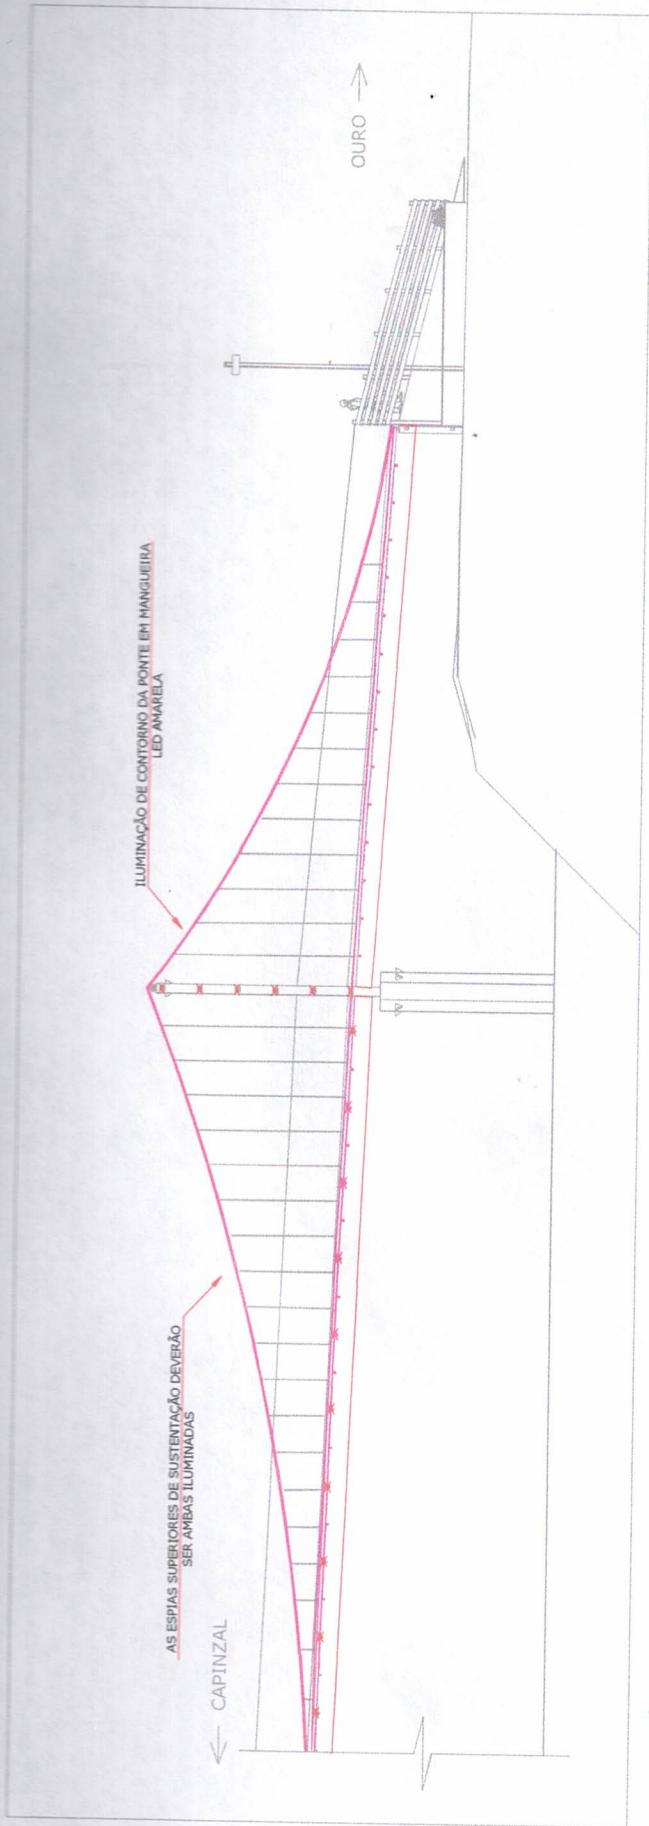 AS ESPIAS SUPERIORES DE SUSTENTAÇÃO DEVERÃO
SER AMBAS ILUMINADAS
ILUMINAÇÃO DE CONTORNO DA PONTE EM MANGUEIRA
LED AMARELA
CAPINZAL
OURO